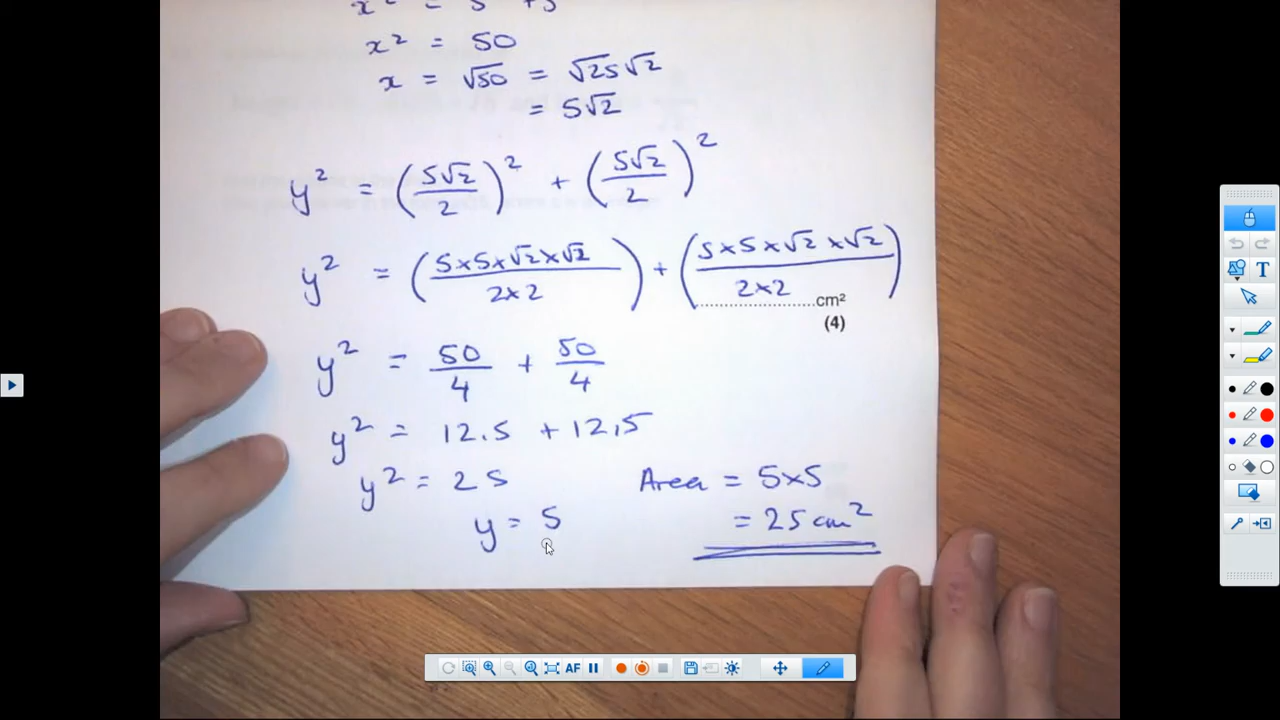 x² = 50
x = √50 = √25√2
= 5√2
y² = (5√2/2)² + (5√2/2)²
y² = (5×5×√2×√2/2×2) + (5×5×√2×√2/2×2)
..............................cm²
(4)
y² = 50/4 + 50/4
y² = 12.5 + 12.5
y² = 25
Area = 5×5
y = 5
= 25 cm²
T
AF